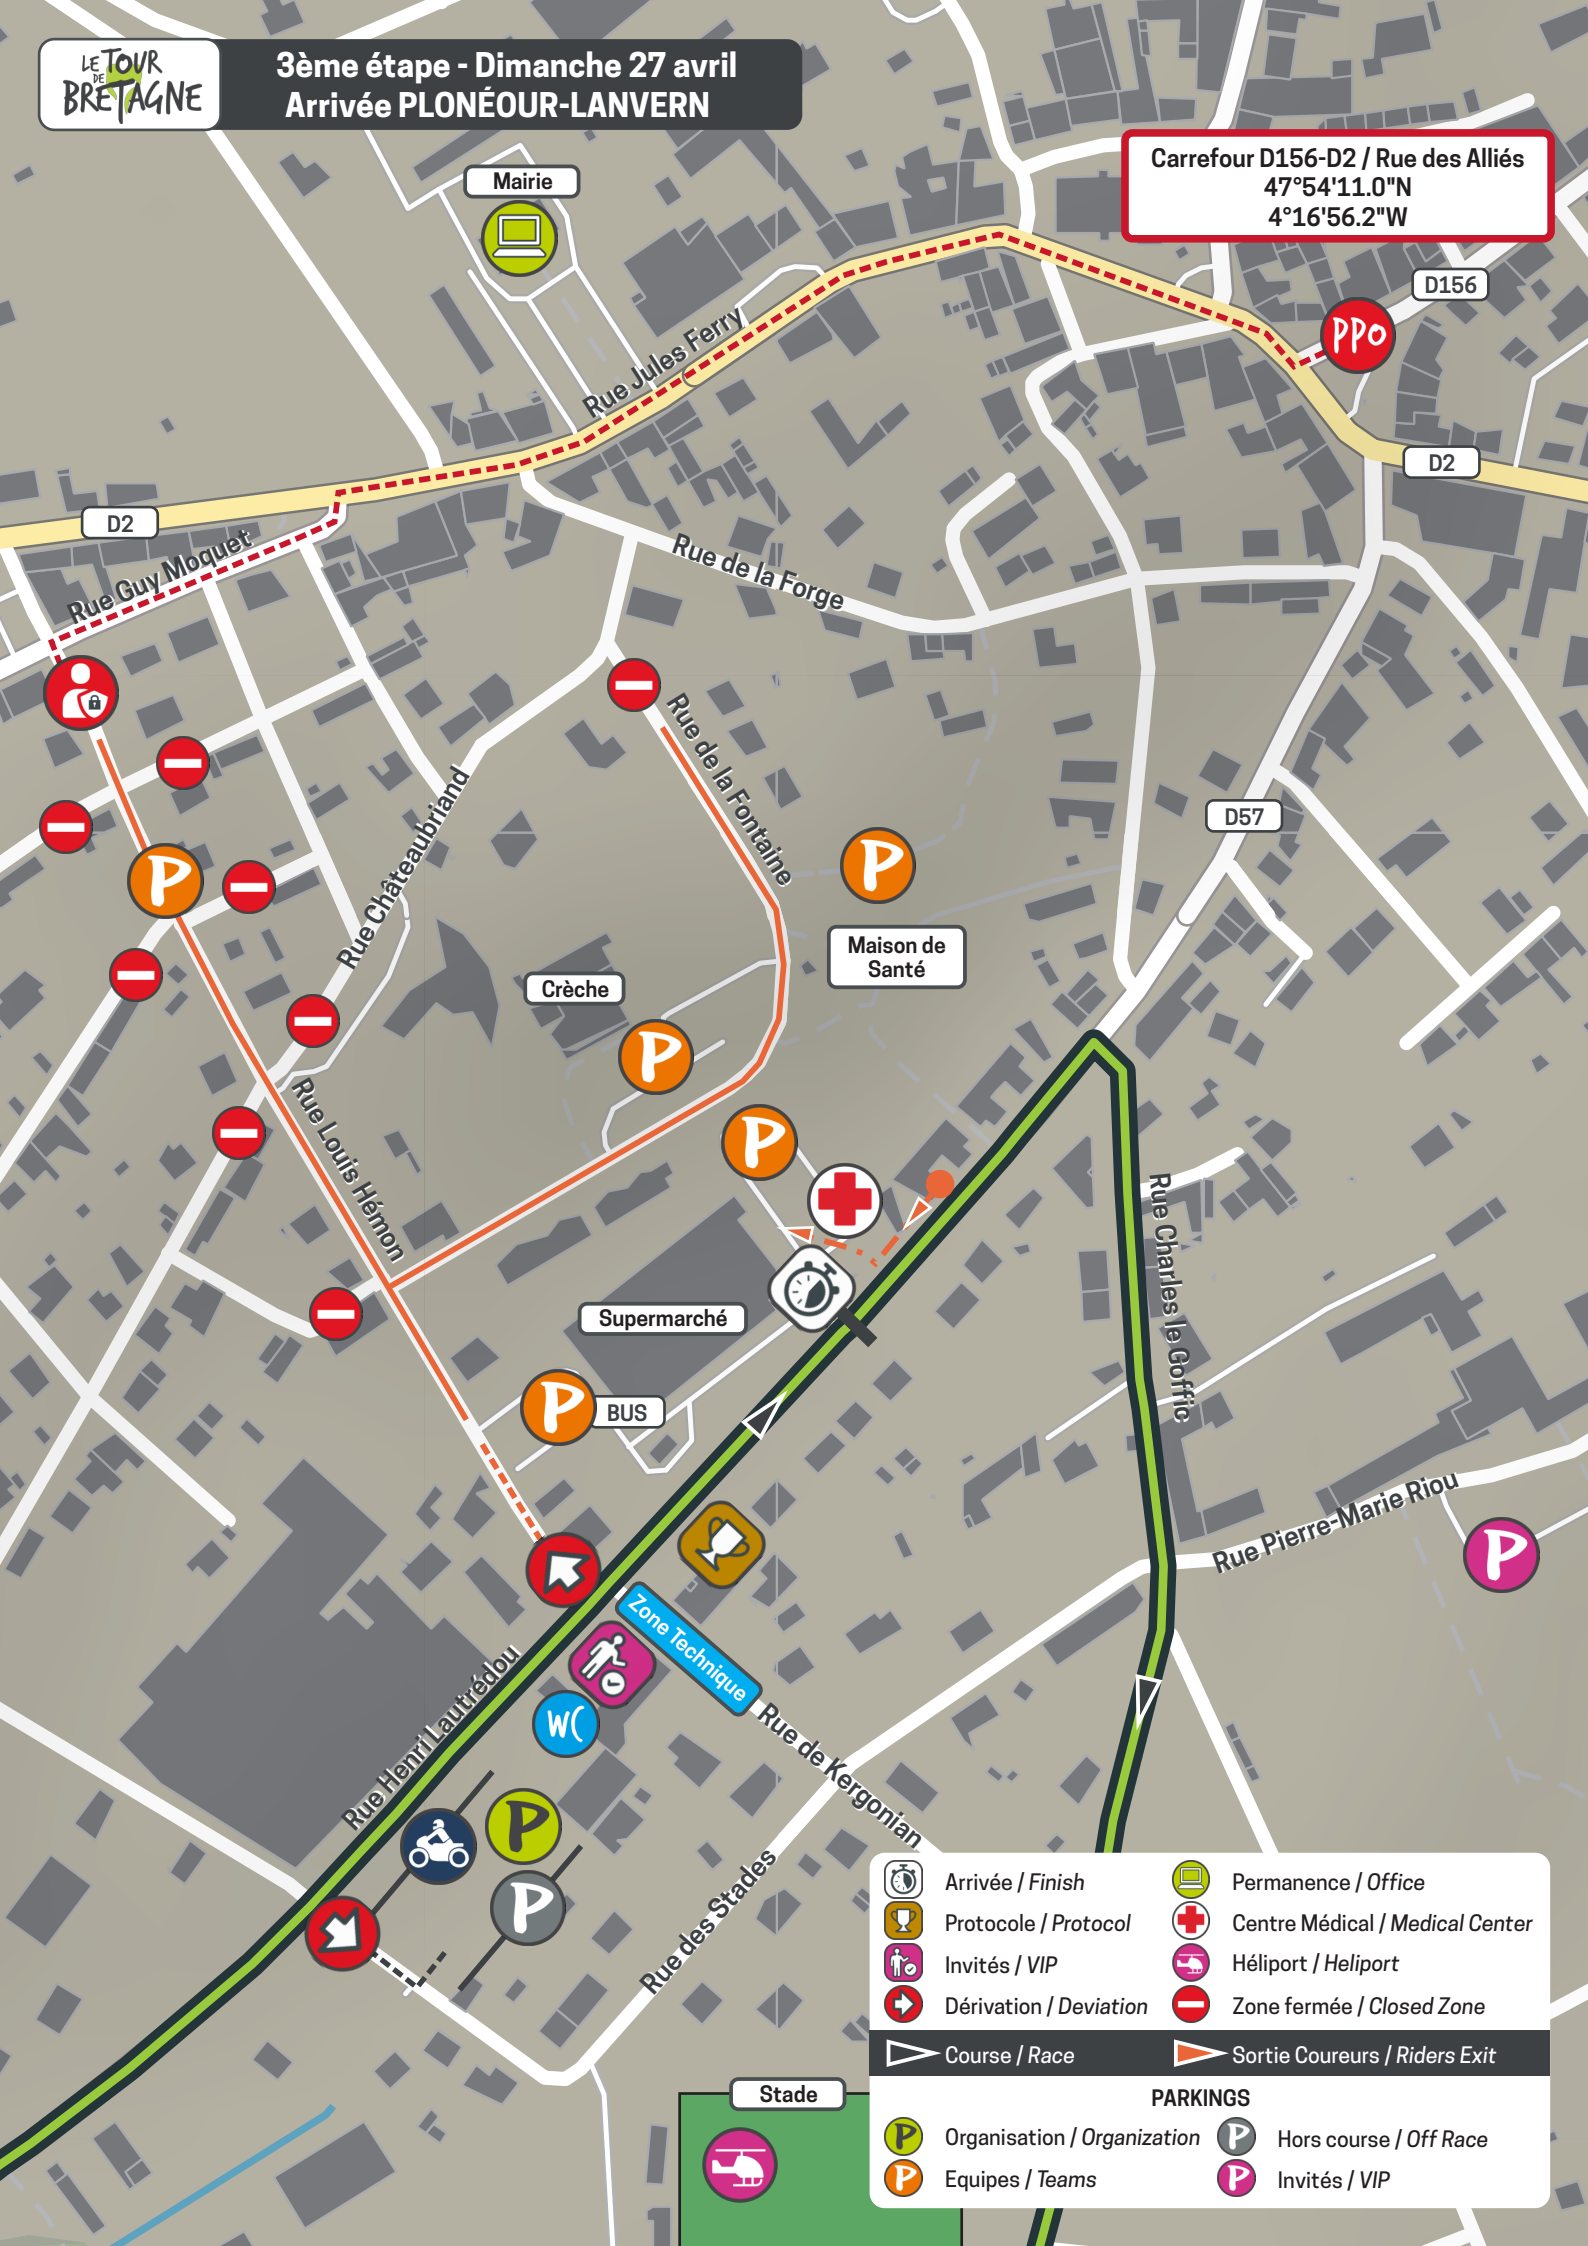 LE TOUR
DE
BRETAGNE
3ème étape - Dimanche 27 avril
Arrivée PLONÉOUR-LANVERN
Carrefour D156-D2 / Rue des Alliés
47°54'11.0"N
4°16'56.2"W
Mairie
D156
PPO
Rue Jules Ferry
D2
D2
Rue Guy Moquet
Rue de la Forge
Rue de la Fontaine
D57
Rue Châteaubriand
P
P
Maison de
Santé
Crèche
P
P
Rue Louis Hémon
Rue Charles le Goffic
Supermarché
P
BUS
Rue Pierre-Marie Riou
P
Zone Technique
WC
Rue Henri Lautrédou
Rue de Kergonian
P
P
Rue des Stades
Arrivée / Finish
Permanence / Office
Protocole / Protocol
Centre Médical / Medical Center
Invités / VIP
Héliport / Heliport
Dérivation / Deviation
Zone fermée / Closed Zone
Course / Race
Sortie Coureurs / Riders Exit
Stade
PARKINGS
P Organisation / Organization
P Hors course / Off Race
P Equipes / Teams
P Invités / VIP